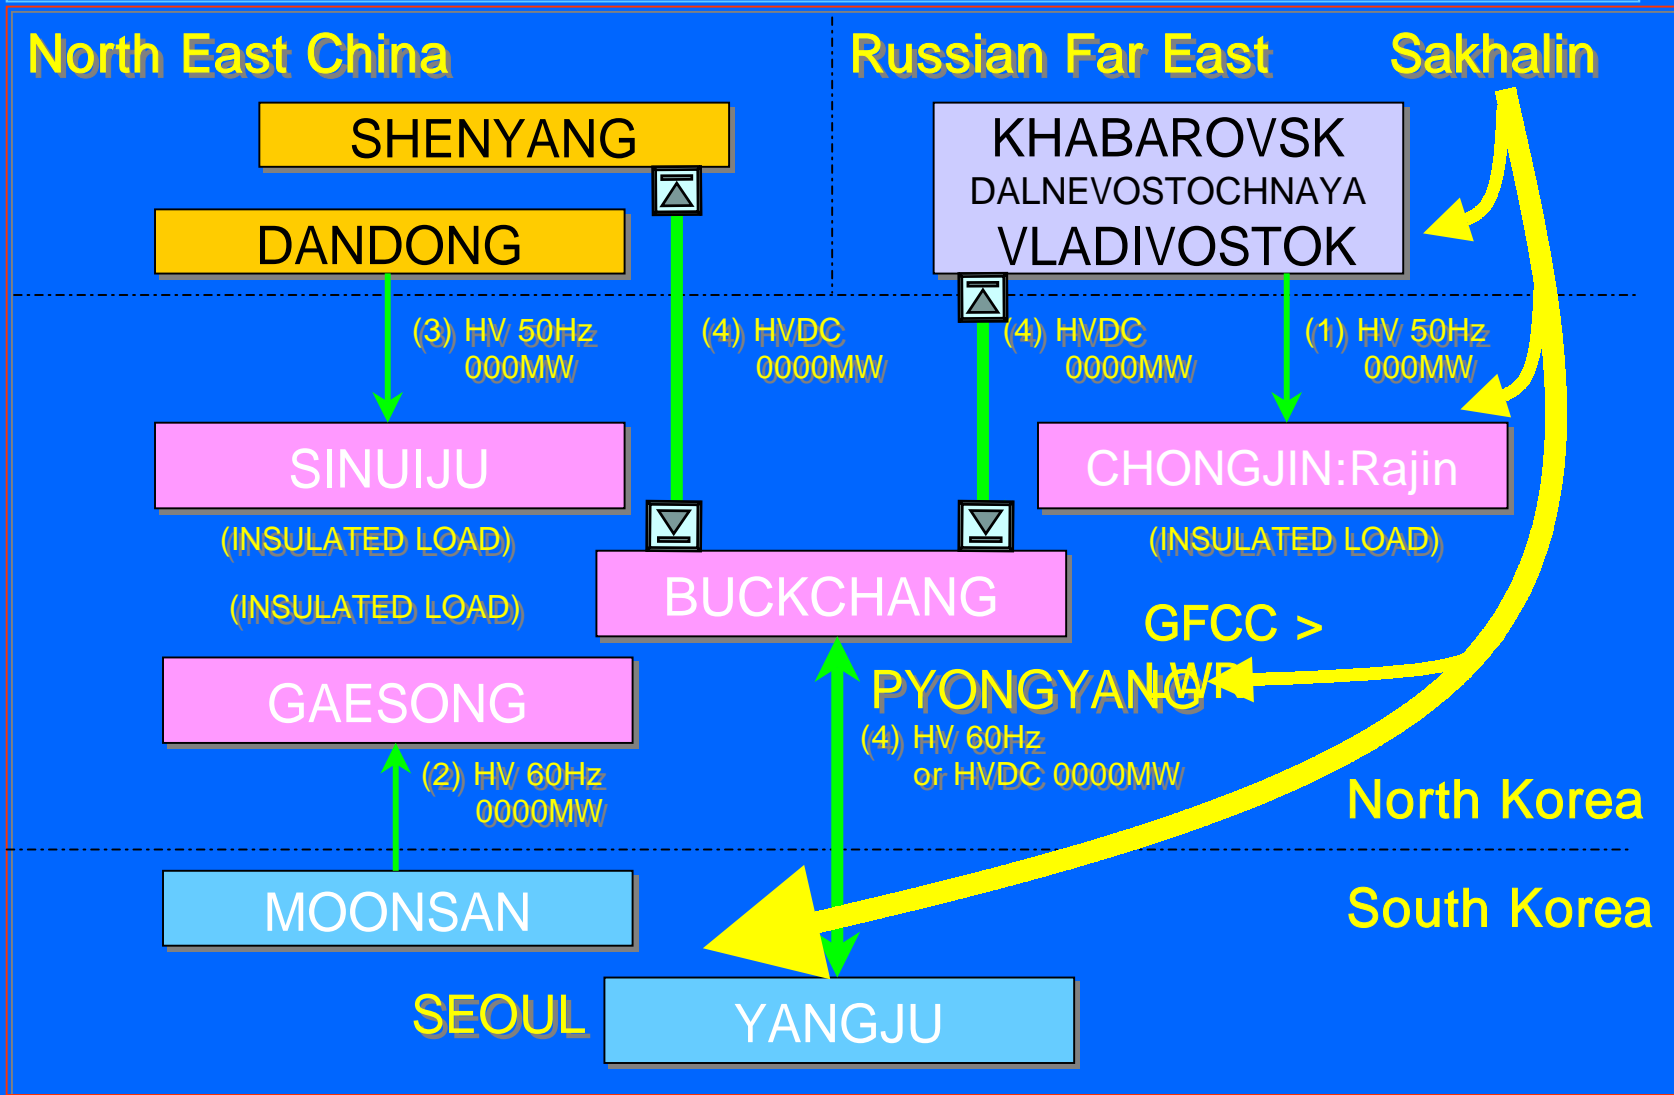 North East China
Russian Far East
Sakhalin
SHENYANG
KHABAROVSK
DALNEVOSTOCHNAYA
VLADIVOSTOK
DANDONG
(3) HV 50Hz
000MW
(4) HVDC
0000MW
(4) HVDC
0000MW
(1) HV 50Hz
000MW
SINUIJU
CHONGJIN:Rajin
(INSULATED LOAD)
(INSULATED LOAD)
BUCKCHANG
(INSULATED LOAD)
GFCC >
LWR
GAESONG
PYONGYANG
(4) HV 60Hz
or HVDC 0000MW
(2) HV 60Hz
0000MW
North Korea
MOONSAN
South Korea
SEOUL
YANGJU